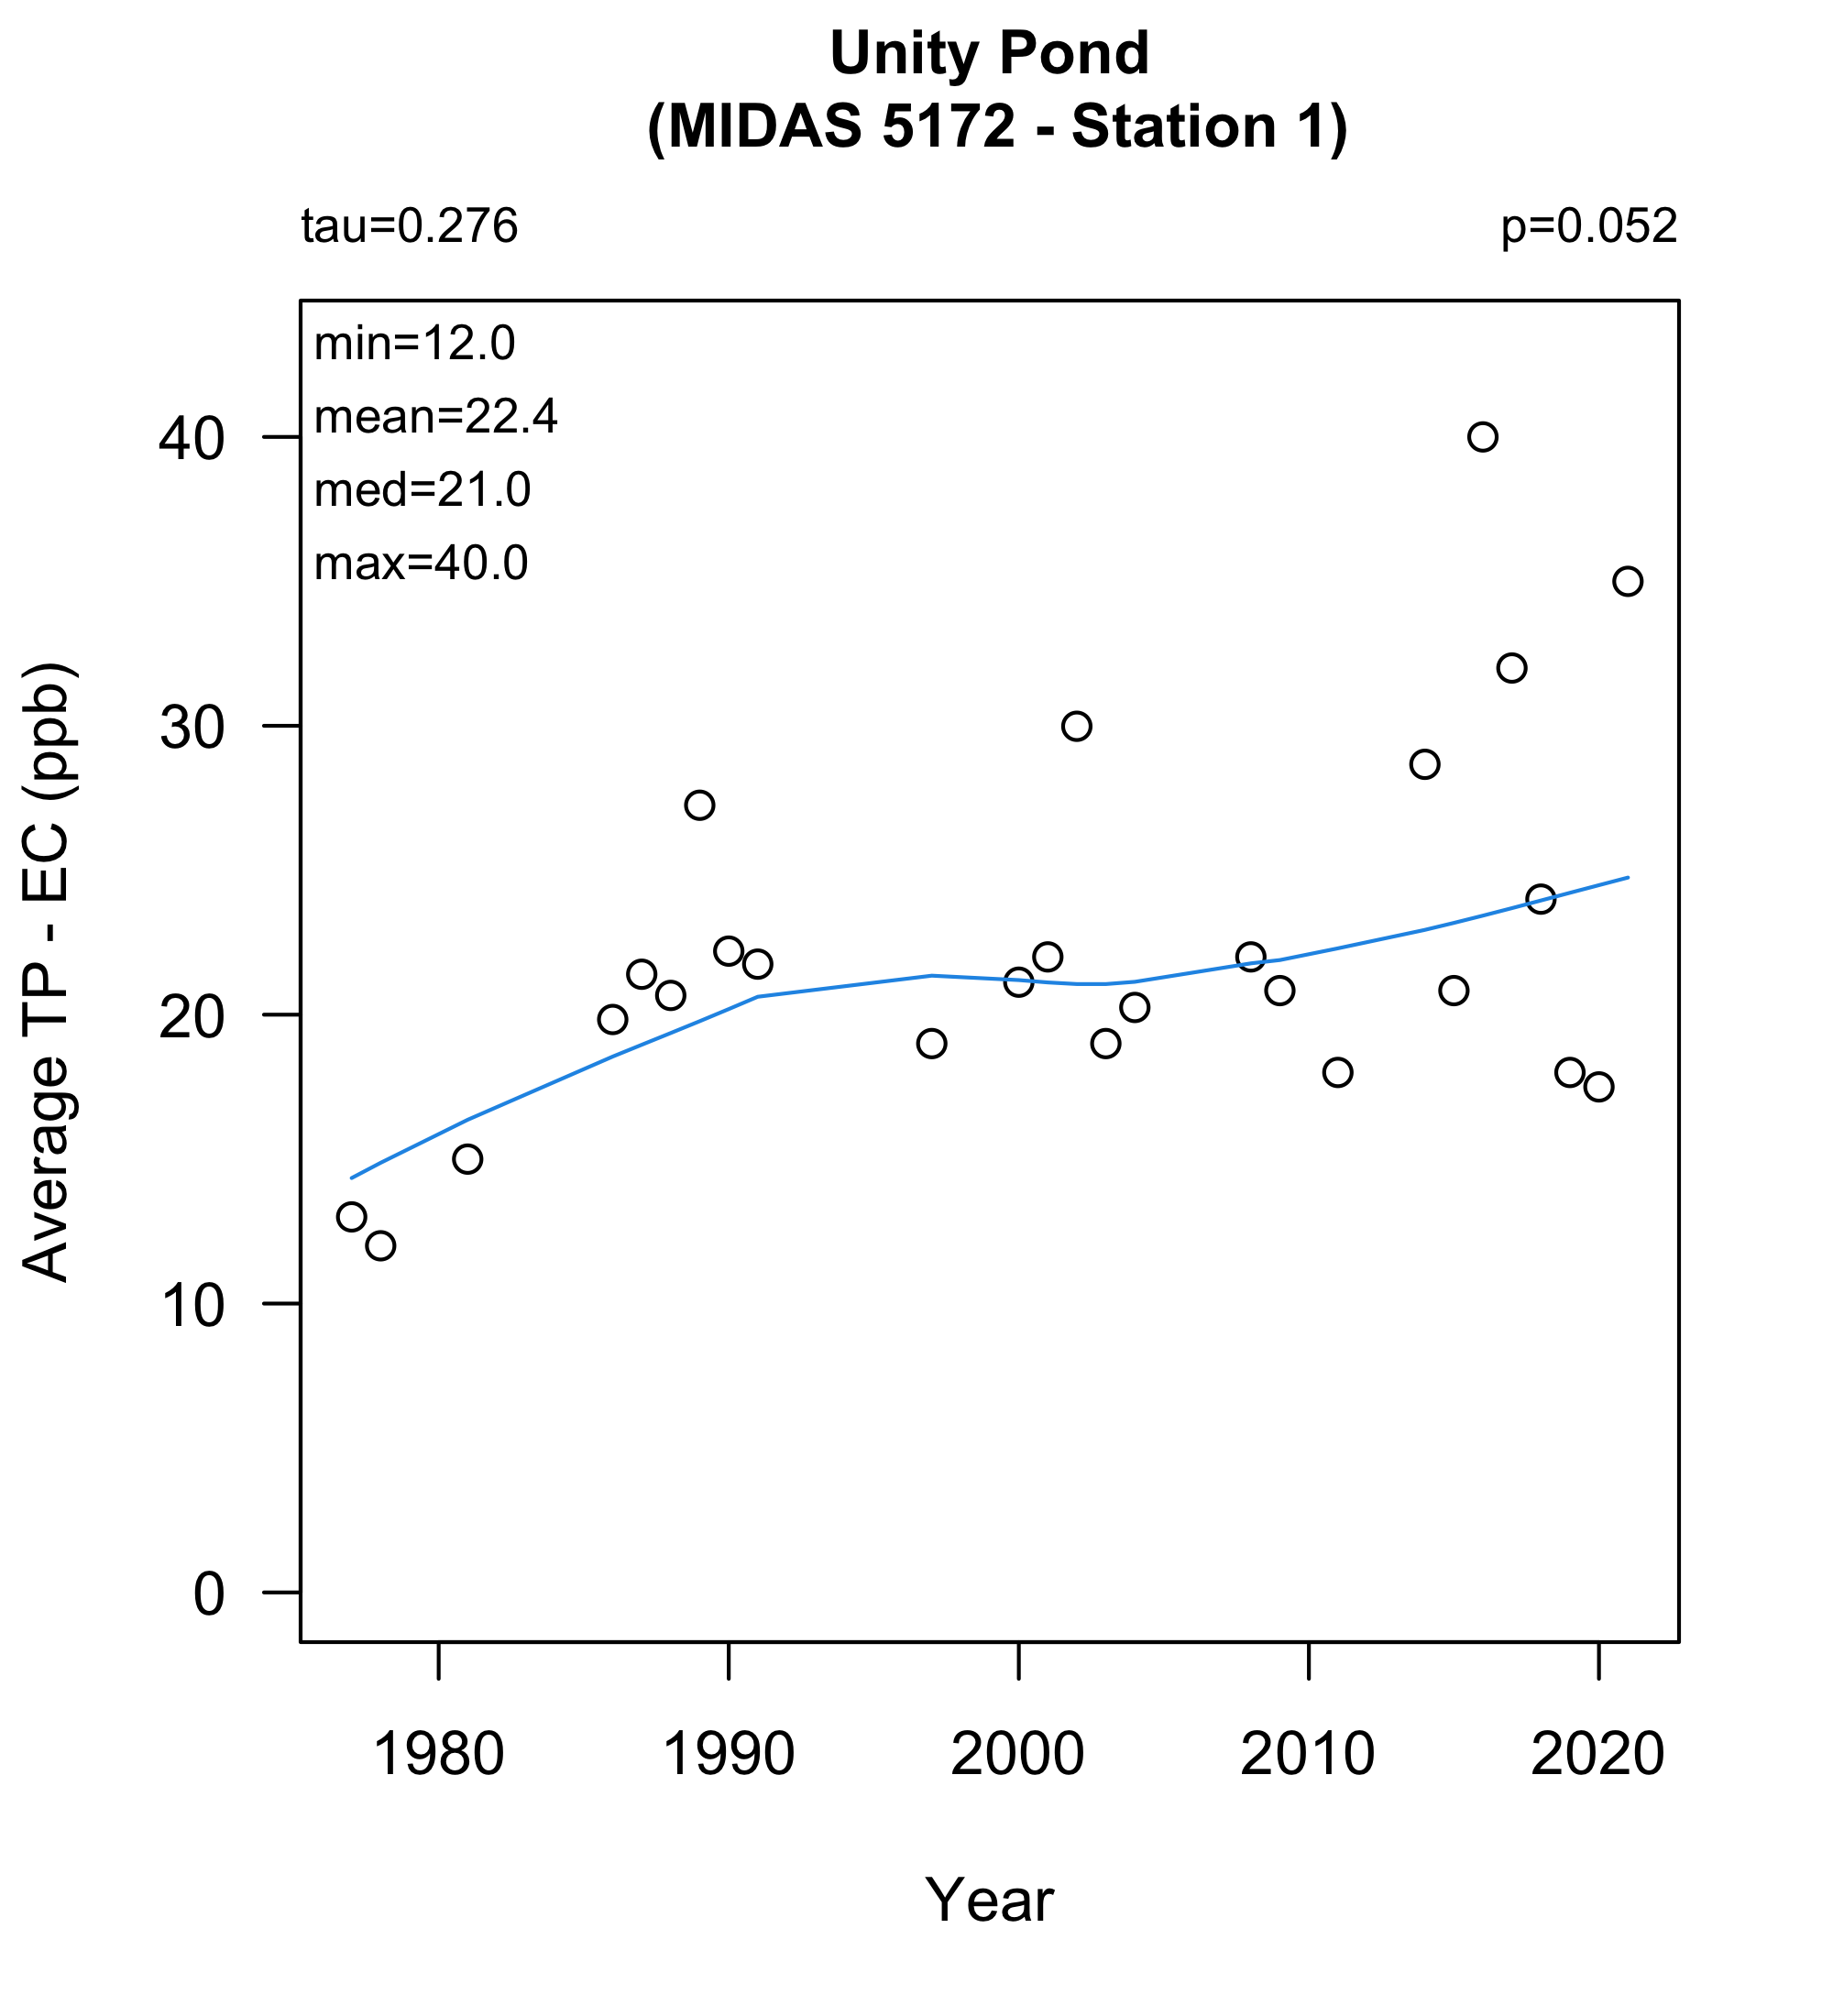 Unity Pond
(MIDAS 5172 - Station 1)
tau=0.276
p=0.052
min=12.0
mean=22.4
med=21.0
max=40.0
Average TP - EC (ppb)
40
30
20
10
0
1980
1990
2000
2010
2020
Year